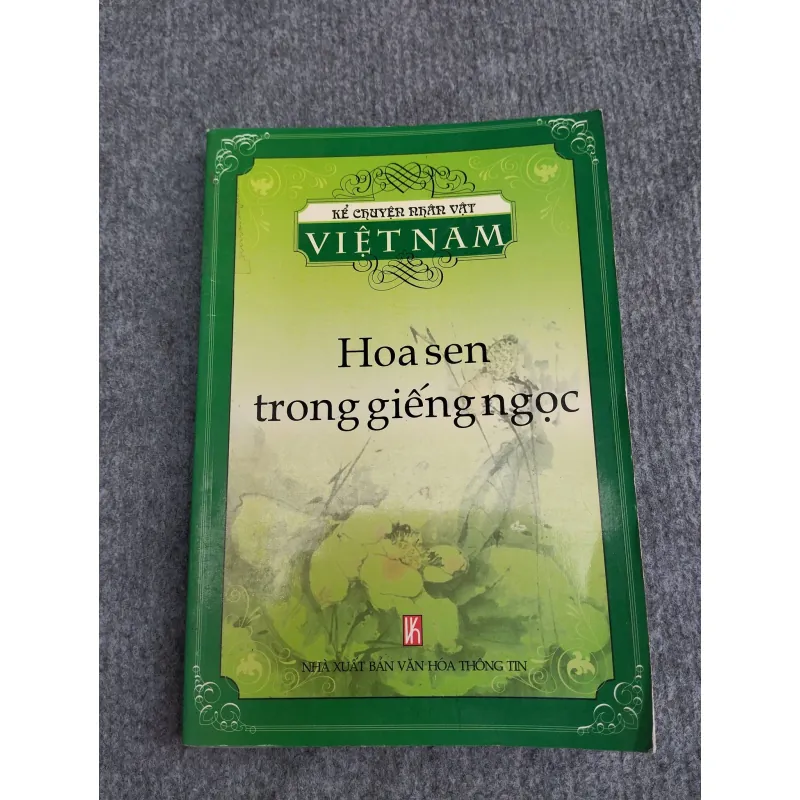 KỂ CHUYỆN NHÂN VẬT
VIỆT NAM
Hoa sen
trong giếng ngọc
NHÀ XUẤT BẢN VĂN HÓA THÔNG TIN